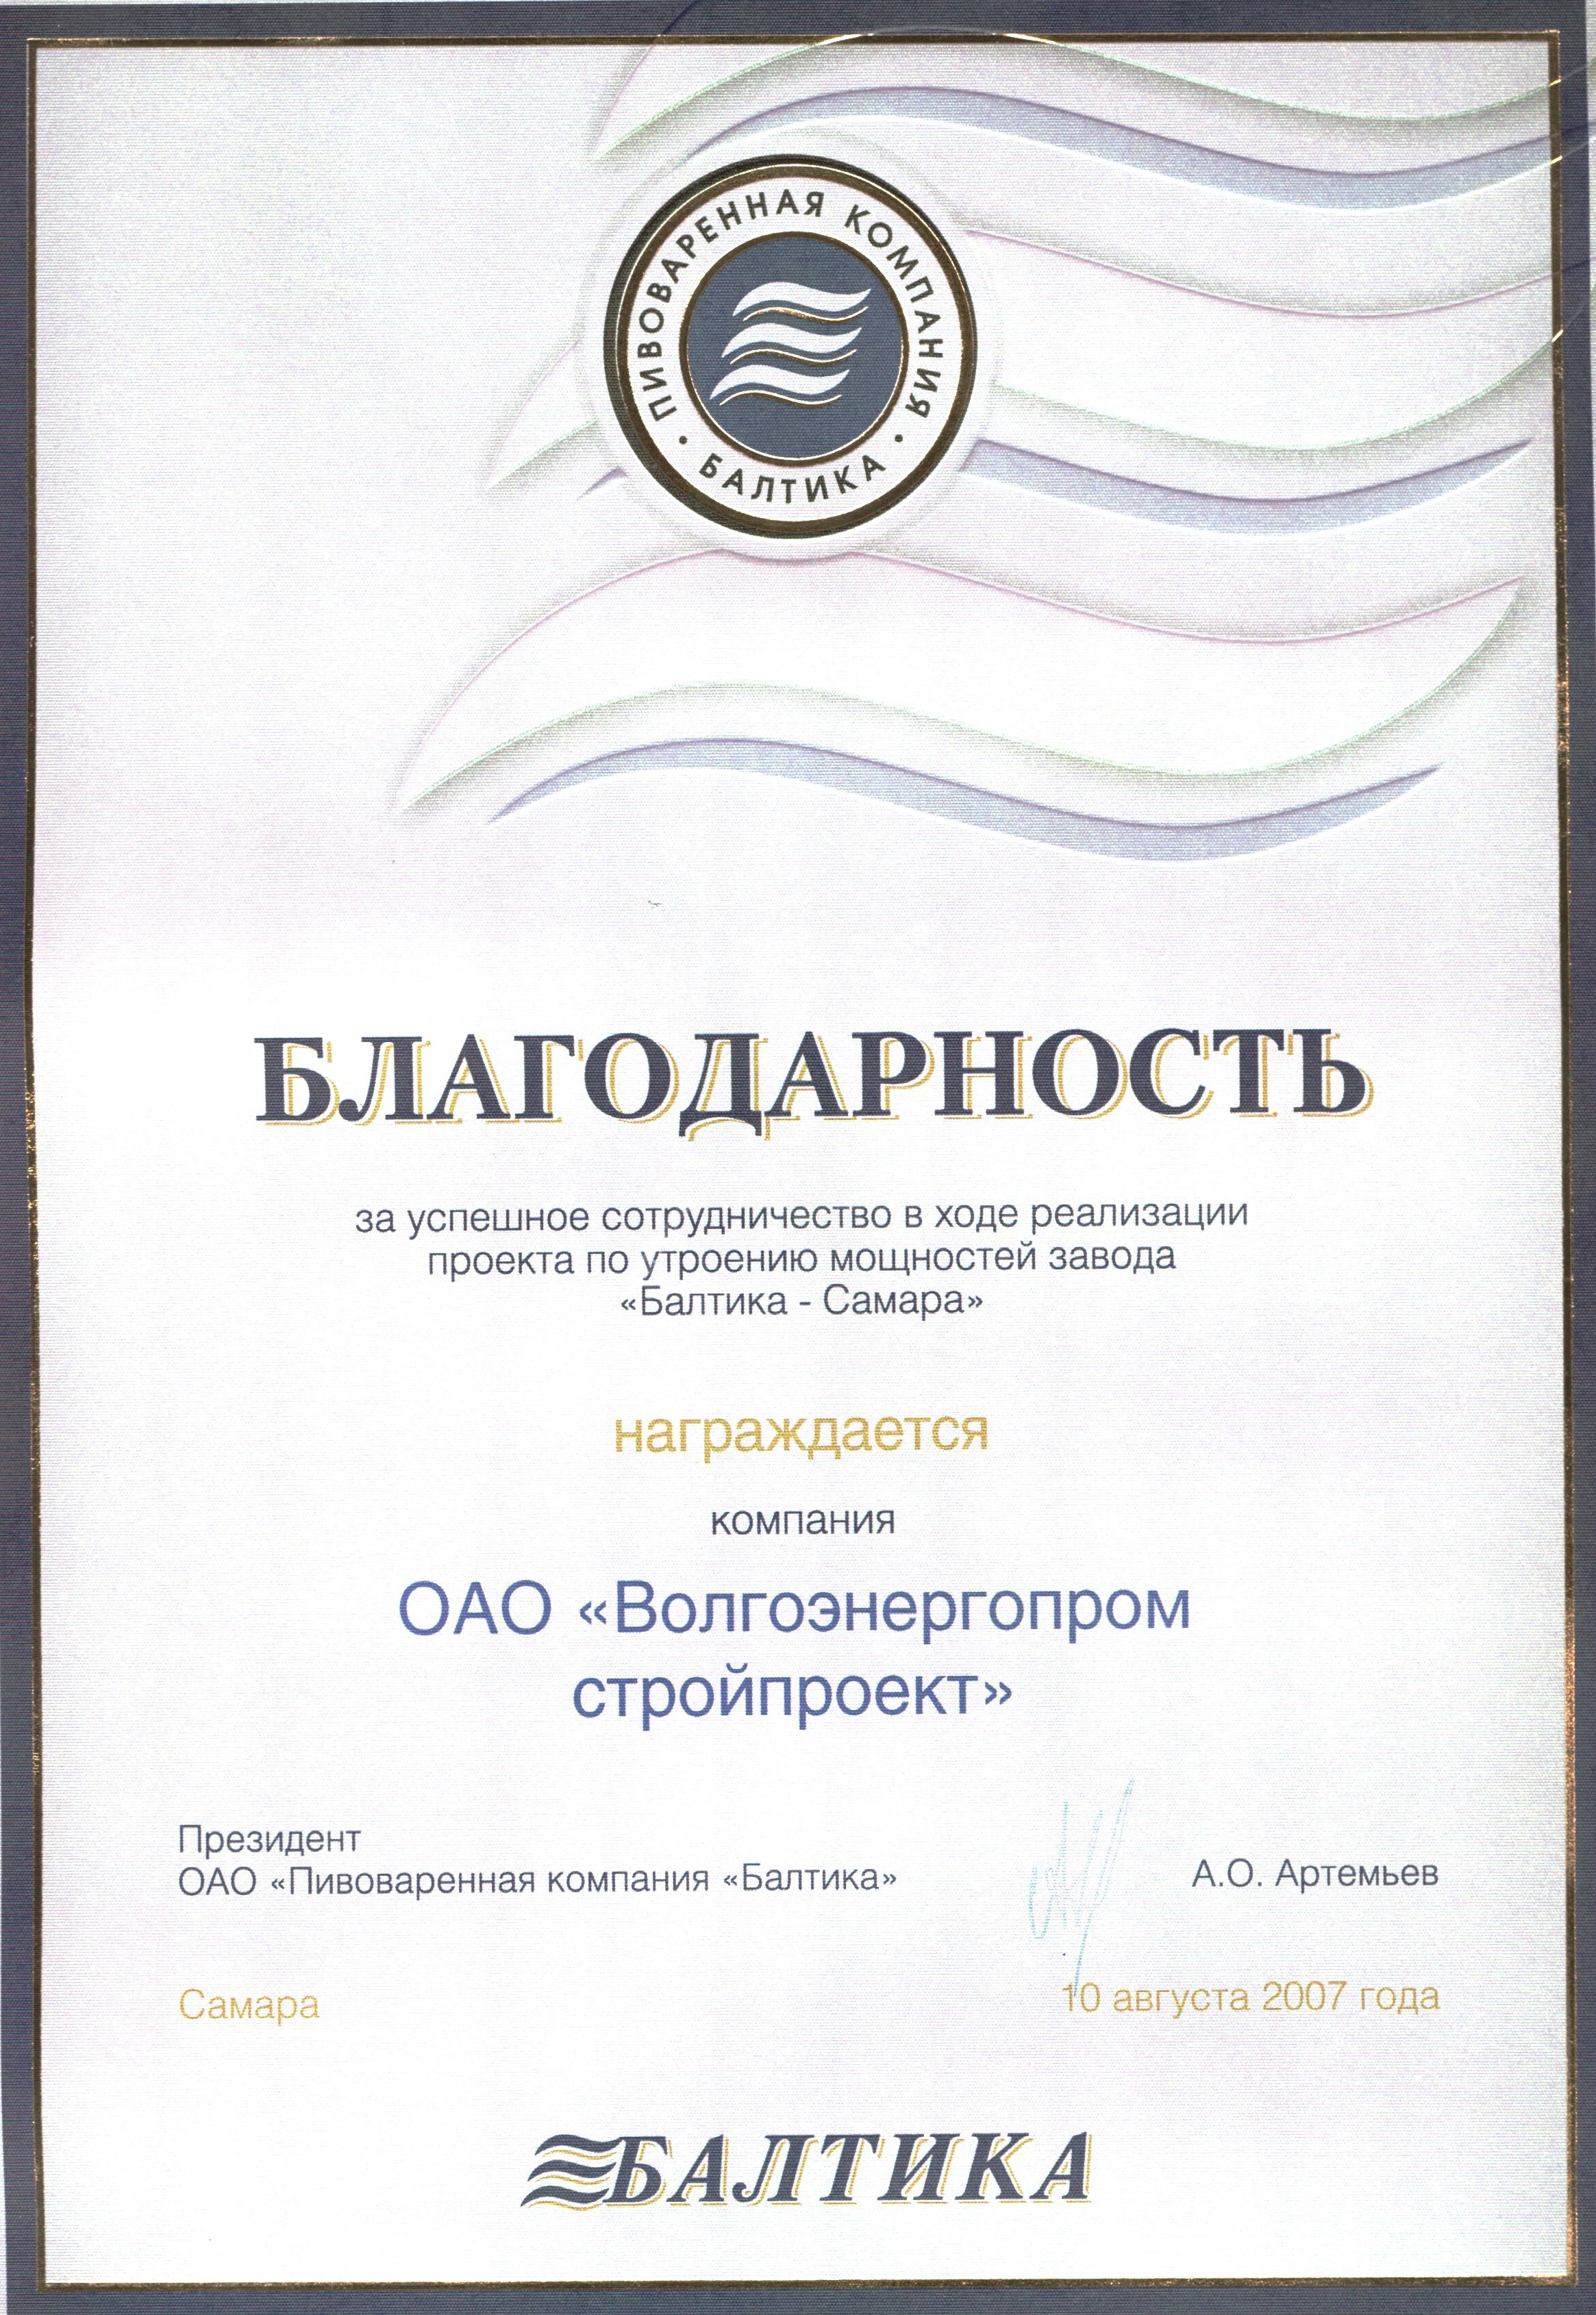 ПИВОВАРЕННАЯ КОМПАНИЯ
• БАЛТИКА •
БЛАГОДАРНОСТЬ
за успешное сотрудничество в ходе реализации
проекта по утроению мощностей завода
«Балтика - Самара»
награждается
компания
ОАО «Волгоэнергопром
стройпроект»
Президент
ОАО «Пивоваренная компания «Балтика»
А.О. Артемьев
Самара
10 августа 2007 года
БАЛТИКА